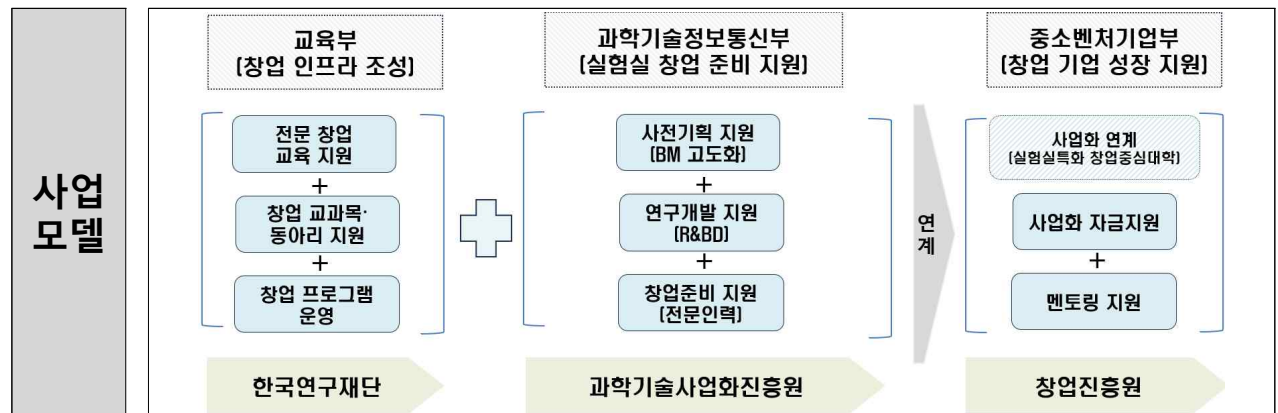 사업
모델
교육부
(창업 인프라 조성)
전문 창업
교육 지원
+
창업 교과목·
동아리 지원
+
창업 프로그램
운영
한국연구재단
과학기술정보통신부
(실험실 창업 준비 지원)
사전기획 지원
(BM 고도화)
+
연구개발 지원
(R&BD)
+
창업준비 지원
(전문인력)
과학기술사업화진흥원
연
계
중소벤처기업부
(창업 기업 성장 지원)
사업화 연계
(실험실특화 창업중심대학)
사업화 자금지원
+
멘토링 지원
창업진흥원